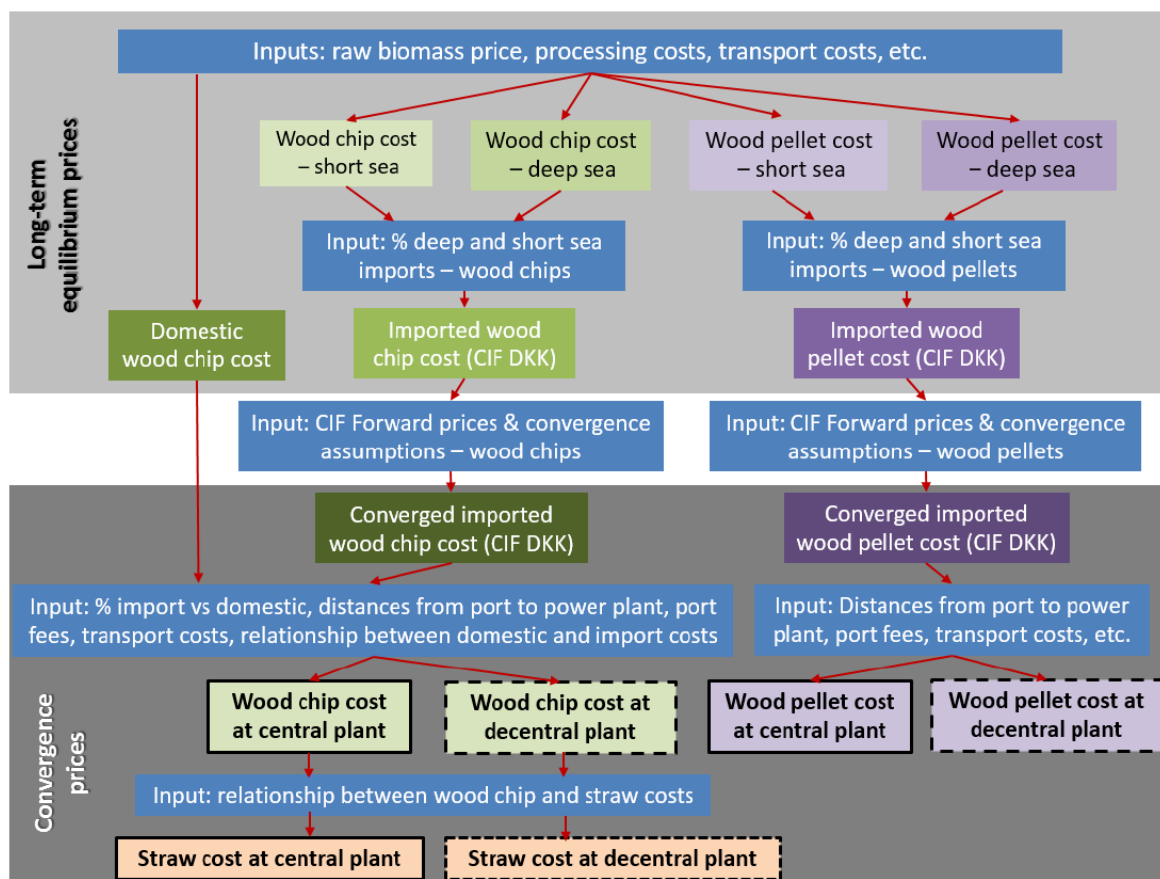 Inputs: raw biomass price, processing costs, transport costs, etc.
Long-term
equilibrium prices
Wood chip cost
– short sea
Wood chip cost
– deep sea
Wood pellet cost
– short sea
Wood pellet cost
– deep sea
Input: % deep and short sea
imports – wood chips
Input: % deep and short sea
imports – wood pellets
Domestic
wood chip cost
Imported wood
chip cost (CIF DKK)
Imported wood
pellet cost (CIF DKK)
Input: CIF Forward prices & convergence
assumptions – wood chips
Input: CIF Forward prices & convergence
assumptions – wood pellets
Convergence
prices
Converged imported
wood chip cost (CIF DKK)
Converged imported
wood pellet cost (CIF DKK)
Input: % import vs domestic, distances from port to power plant, port
fees, transport costs, relationship between domestic and import costs
Input: Distances from port to power
plant, port fees, transport costs, etc.
Wood chip cost
at central plant
Wood chip cost at
decentral plant
Wood pellet cost
at central plant
Wood pellet cost at
decentral plant
Input: relationship between wood chip and straw costs
Straw cost at central plant
Straw cost at decentral plant